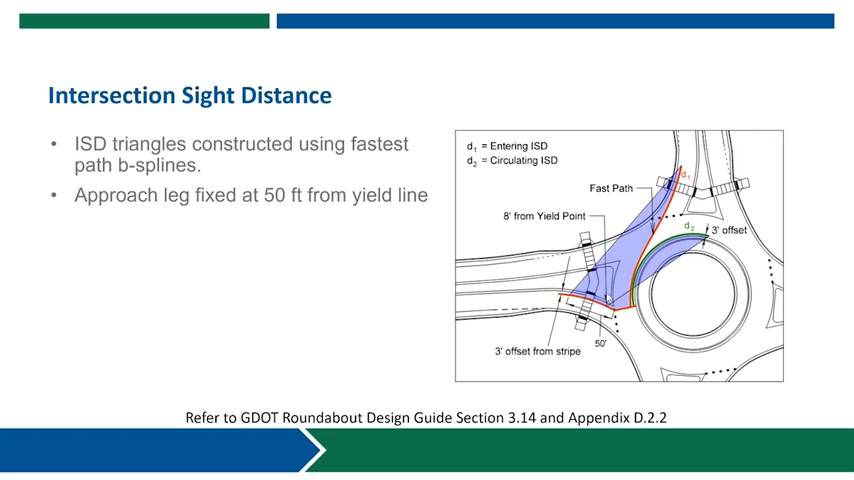 Intersection Sight Distance
• ISD triangles constructed using fastest
path b-splines.
• Approach leg fixed at 50 ft from yield line
d1 = Entering ISD
d2 = Circulating ISD
d1
Fast Path
8' from Yield Point
d2
3' offset
50'
3' offset from stripe
Refer to GDOT Roundabout Design Guide Section 3.14 and Appendix D.2.2